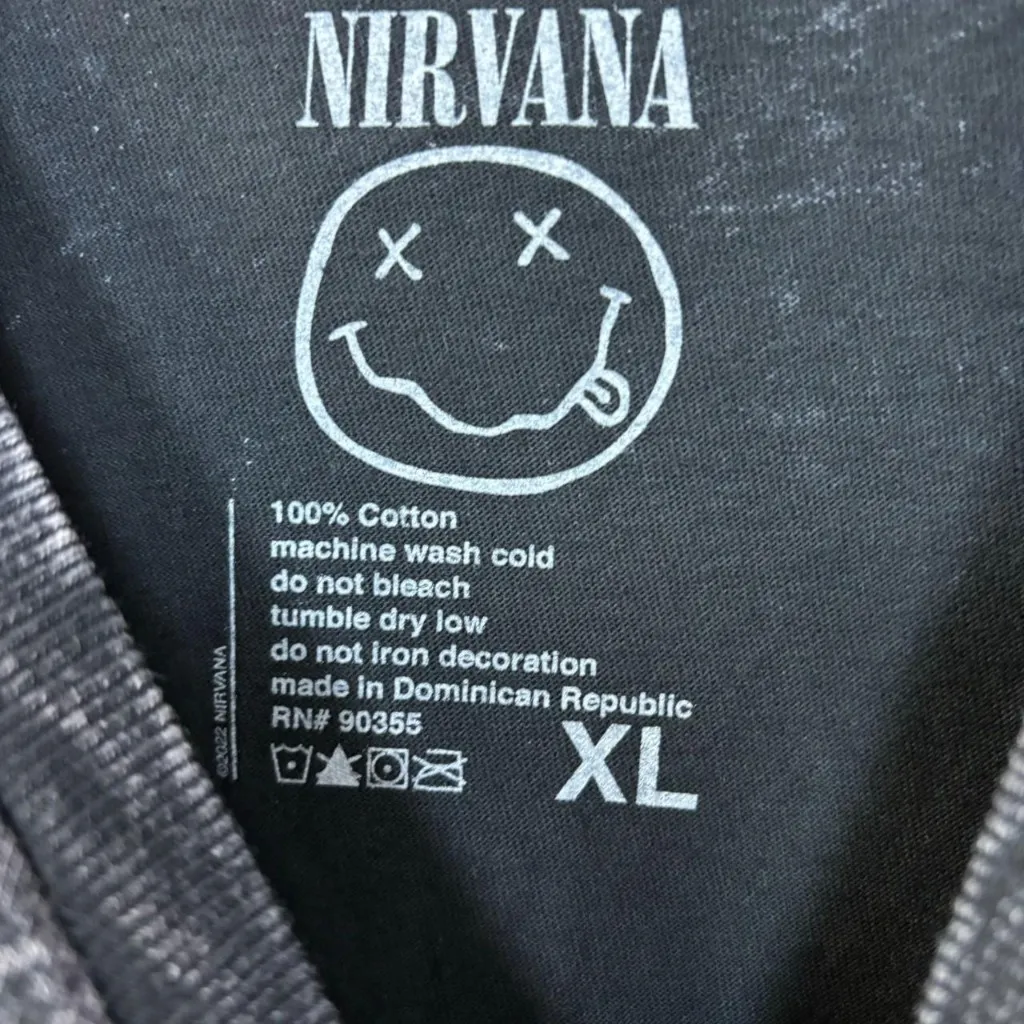 NIRVANA
100% Cotton
machine wash cold
do not bleach
tumble dry low
do not iron decoration
made in Dominican Republic
RN# 90355
XL
©2022 NIRVANA